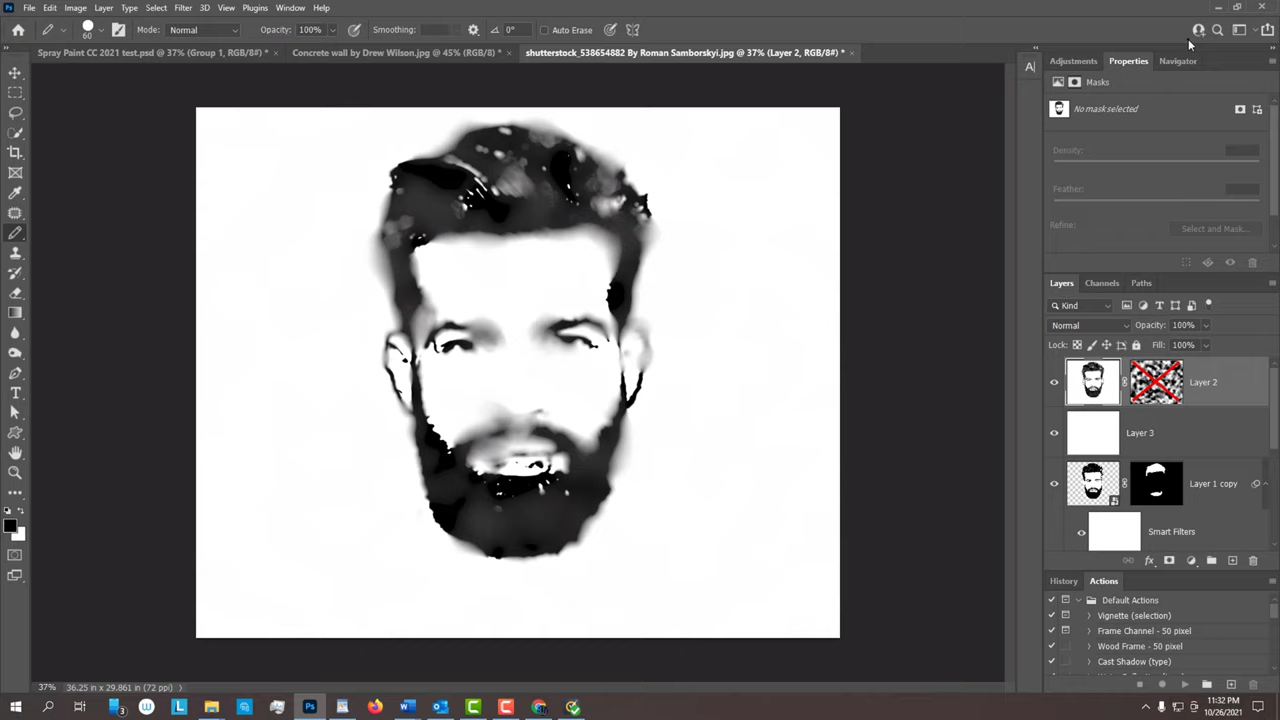 Ps File Edit Image Layer Type Select Filter 3D View Plugins Window Help
60 Mode: Normal Opacity: 100% Smoothing: 0° Auto Erase
Spray Paint CC 2021 test.psd @ 37% (Group 1, RGB/8#) * × Concrete wall by Drew Wilson.jpg @ 45% (RGB/8) * × shutterstock_538654882 By Roman Samborskyi.jpg @ 37% (Layer 2, RGB/8#) * ×
Adjustments Properties Navigator
Masks
No mask selected
Density:
Feather:
Refine: Select and Mask...
Layers Channels Paths
Kind
Normal Opacity: 100%
Lock: Fill: 100%
Layer 2
Layer 3
Layer 1 copy
Smart Filters
fx
History Actions
Default Actions
Vignette (selection)
Frame Channel - 50 pixel
Wood Frame - 50 pixel
Cast Shadow (type)
37% 36.25 in x 29.861 in (72 ppi)
11:32 PM
10/26/2021